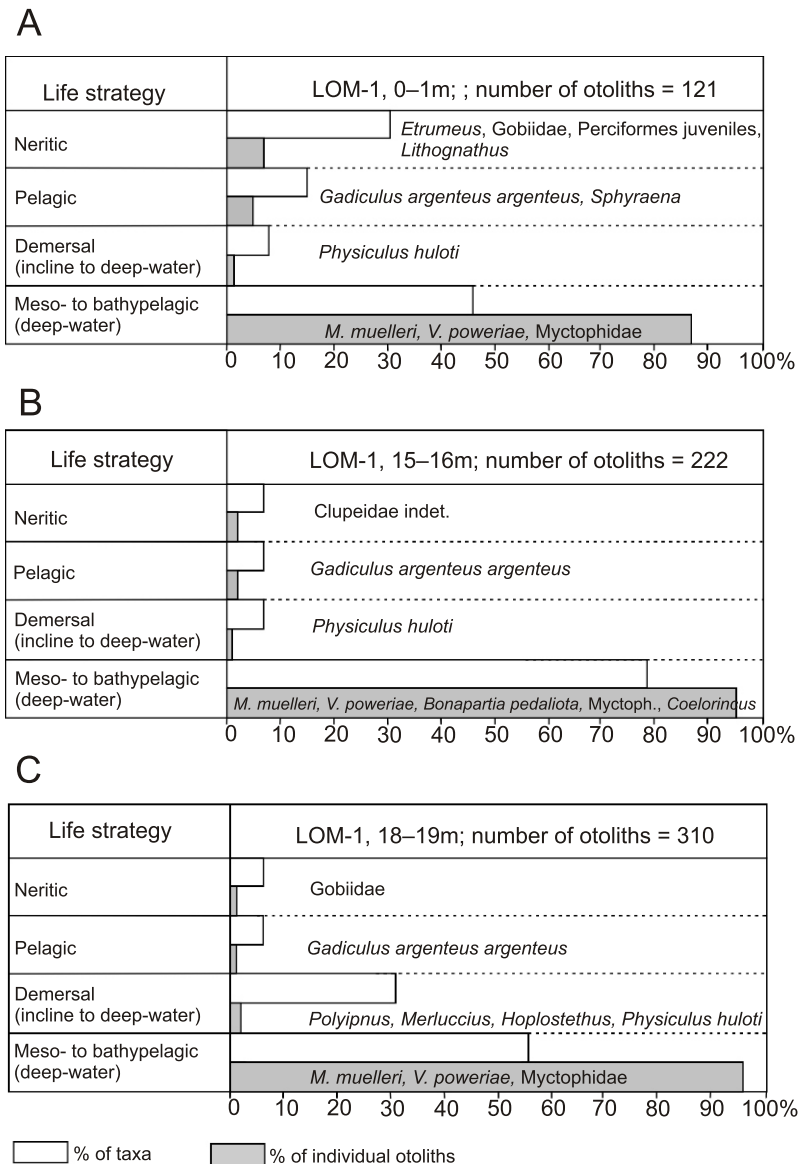 A
Life strategy
LOM-1, 0–1m; ; number of otoliths = 121
Neritic
Etrumeus, Gobiidae, Perciformes juveniles,
Lithognathus
Pelagic
Gadiculus argenteus argenteus, Sphyraena
Demersal
(incline to deep-water)
Physiculus huloti
Meso- to bathypelagic
(deep-water)
M. muelleri, V. poweriae, Myctophidae
0 10 20 30 40 50 60 70 80 90 100%
B
Life strategy
LOM-1, 15–16m; number of otoliths = 222
Neritic
Clupeidae indet.
Pelagic
Gadiculus argenteus argenteus
Demersal
(incline to deep-water)
Physiculus huloti
Meso- to bathypelagic
(deep-water)
M. muelleri, V. poweriae, Bonapartia pedaliota, Myctoph., Coelorincus
0 10 20 30 40 50 60 70 80 90 100%
C
Life strategy
LOM-1, 18–19m; number of otoliths = 310
Neritic
Gobiidae
Pelagic
Gadiculus argenteus argenteus
Demersal
(incline to deep-water)
Polyipnus, Merluccius, Hoplostethus, Physiculus huloti
Meso- to bathypelagic
(deep-water)
M. muelleri, V. poweriae, Myctophidae
0 10 20 30 40 50 60 70 80 90 100%
% of taxa
% of individual otoliths